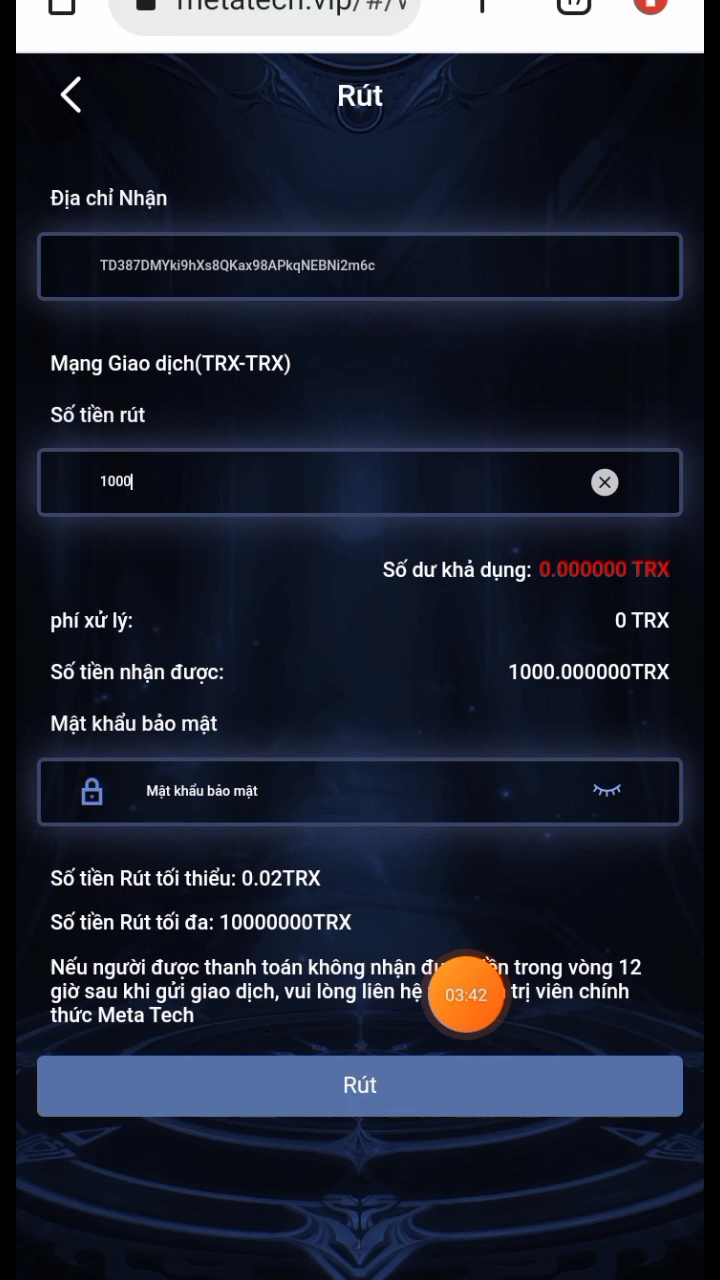 metatech.vip/#/
Rút
Địa chỉ Nhận
TD387DMYki9hXs8QKax98APkqNEBNi2m6c
Mạng Giao dịch(TRX-TRX)
Số tiền rút
1000
Số dư khả dụng: 0.000000 TRX
phí xử lý: 0 TRX
Số tiền nhận được: 1000.000000TRX
Mật khẩu bảo mật
Mật khẩu bảo mật
Số tiền Rút tối thiểu: 0.02TRX
Số tiền Rút tối đa: 10000000TRX
Nếu người được thanh toán không nhận trong vòng 12
giờ sau khi gửi giao dịch, vui lòng liên hệ 03:42 trị viên chính
thức Meta Tech
Rút